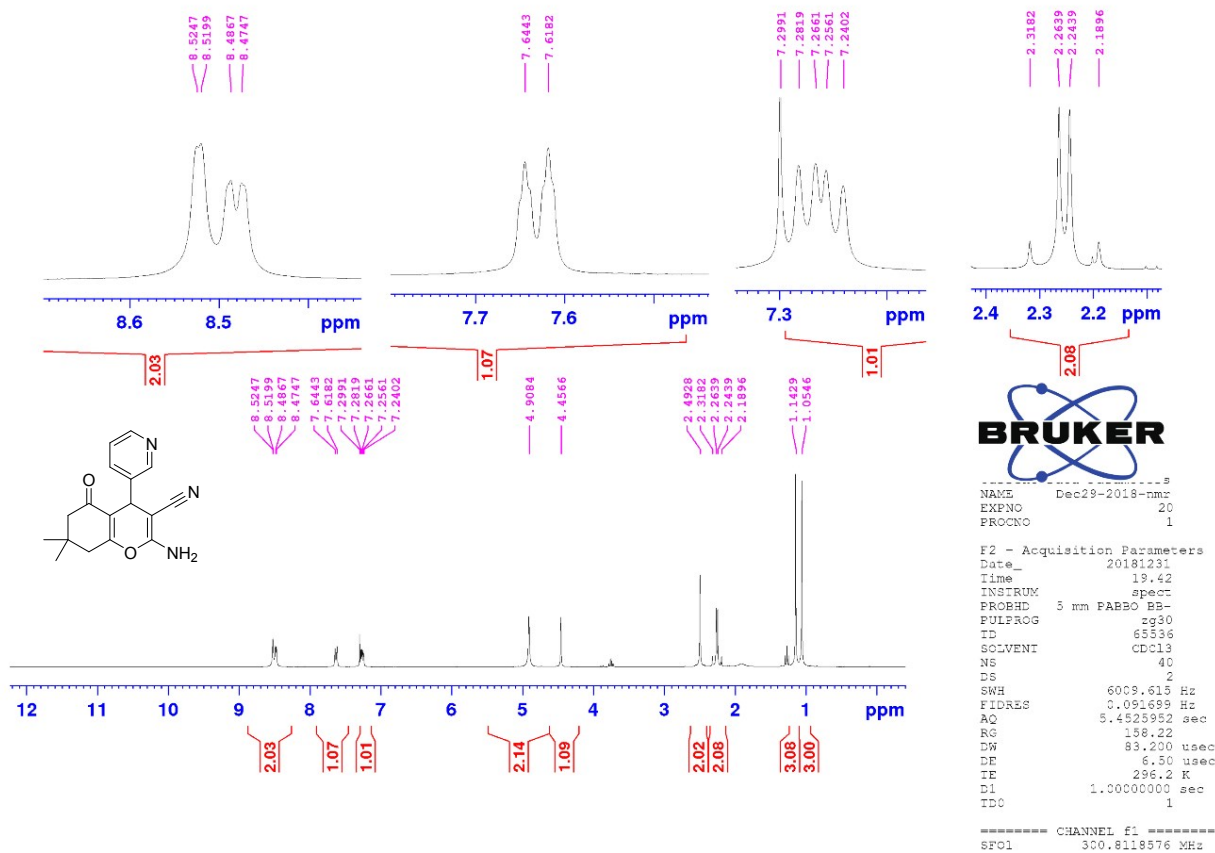 8.5247
8.5199
8.4867
8.4747
7.6443
7.6182
7.2991
7.2819
7.2661
7.2561
7.2402
2.3182
2.2639
2.2439
2.1896
8.6 8.5 ppm
7.7 7.6 ppm
7.3 ppm
2.4 2.3 2.2 ppm
2.03
1.07
1.01
2.08
8.5247
8.5199
8.4867
8.4747
7.6443
7.6182
7.2991
7.2819
7.2661
7.2561
7.2402
4.9084
4.4566
2.4928
2.3182
2.2639
2.2439
2.1896
1.1429
1.0546
N
O
N
O
NH2
12 11 10 9 8 7 6 5 4 3 2 1 ppm
2.03
1.07
1.01
2.14
1.09
2.02
2.08
3.08
3.00
BRUKER
NAME Dec29-2018-nmr
EXPNO 20
PROCNO 1
F2 - Acquisition Parameters
Date_ 20181231
Time 19.42
INSTRUM spect
PROBHD 5 mm PABBO BB-
PULPROG zg30
TD 65536
SOLVENT CDCl3
NS 40
DS 2
SWH 6009.615 Hz
FIDRES 0.091699 Hz
AQ 5.4525952 sec
RG 158.22
DW 83.200 usec
DE 6.50 usec
TE 296.2 K
D1 1.00000000 sec
TD0 1
======== CHANNEL f1 ========
SFO1 300.8118576 MHz